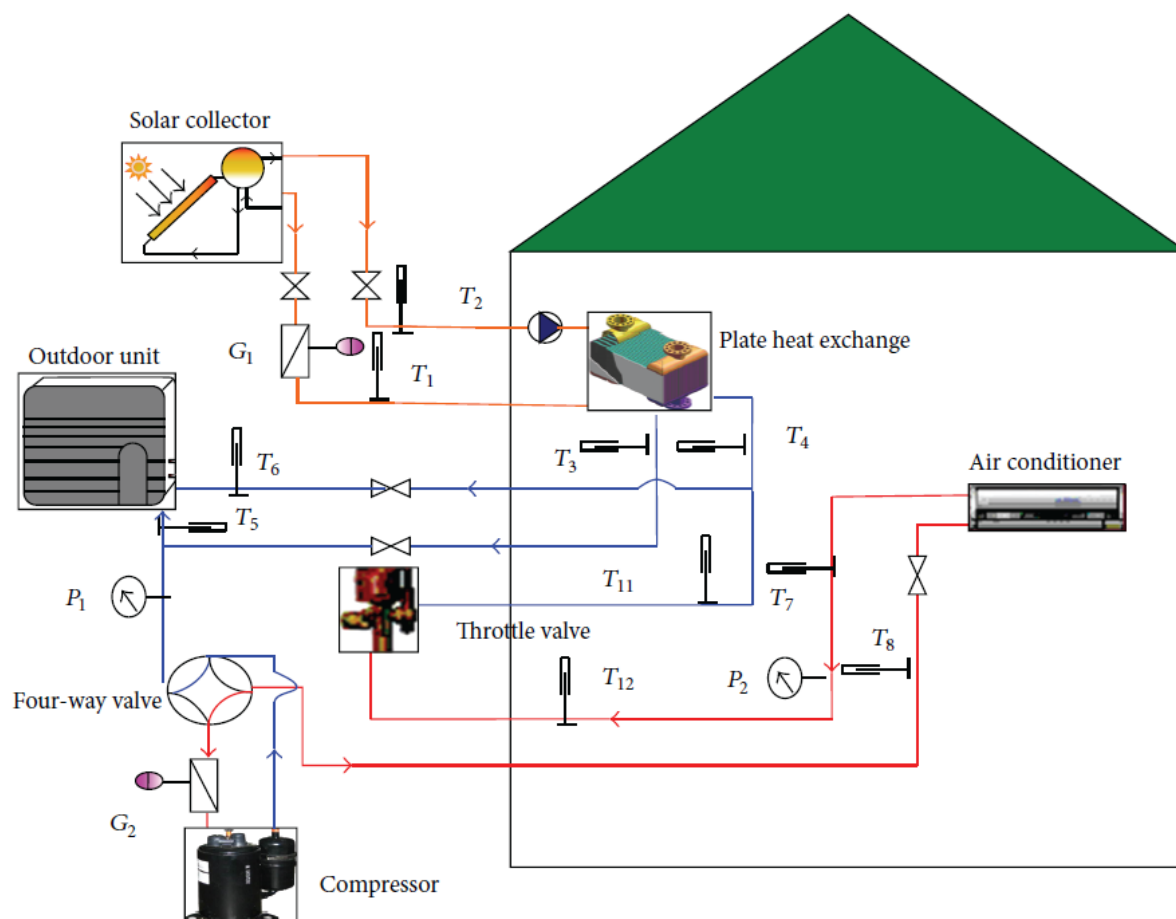 Solar collector
T2
G1
T1
Plate heat exchange
Outdoor unit
T3
T4
T6
T5
Air conditioner
P1
T11
T7
Throttle valve
T8
T12
P2
Four-way valve
G2
Compressor